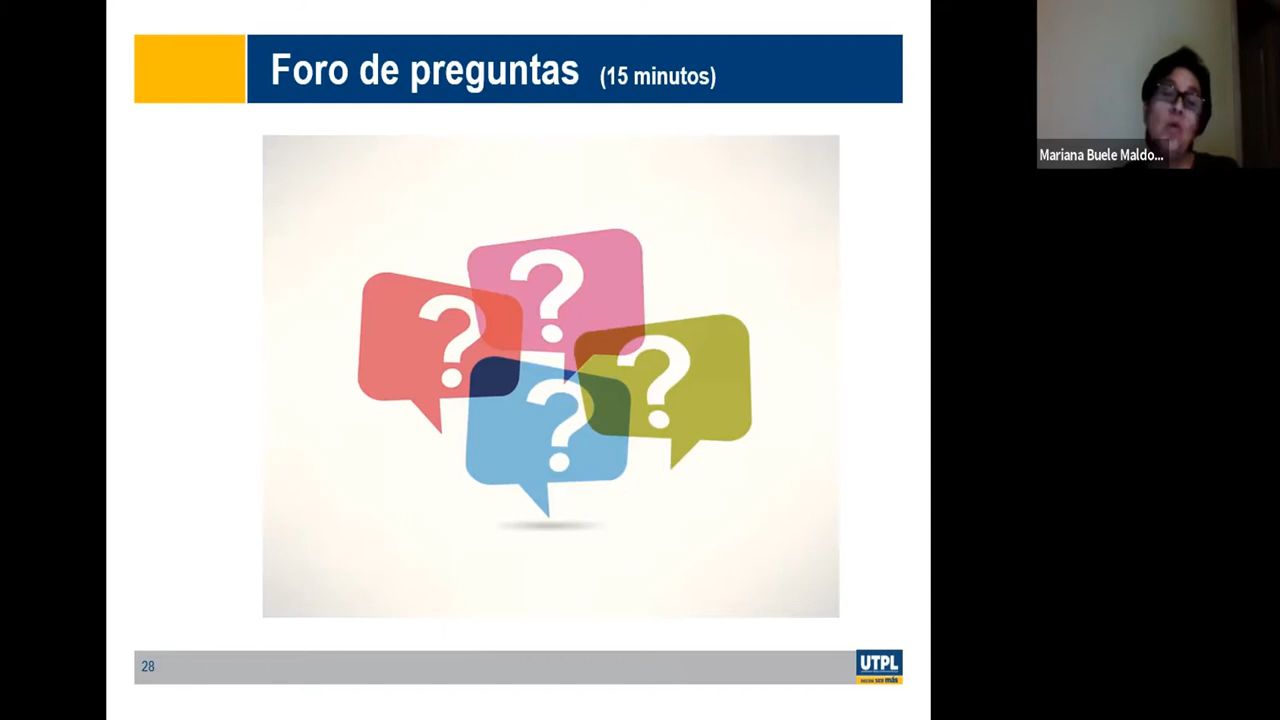 Foro de preguntas (15 minutos)
Mariana Buele Maldo...
? ? ? ?
28
UTPL